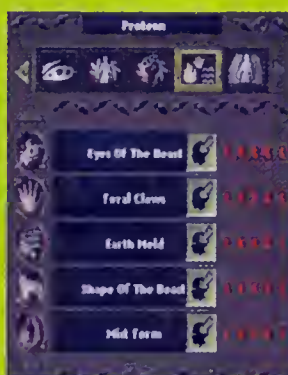 Protean
Eyes Of The Beast
Feral Claws
Earth Meld
Shape Of The Beast
Mist Form